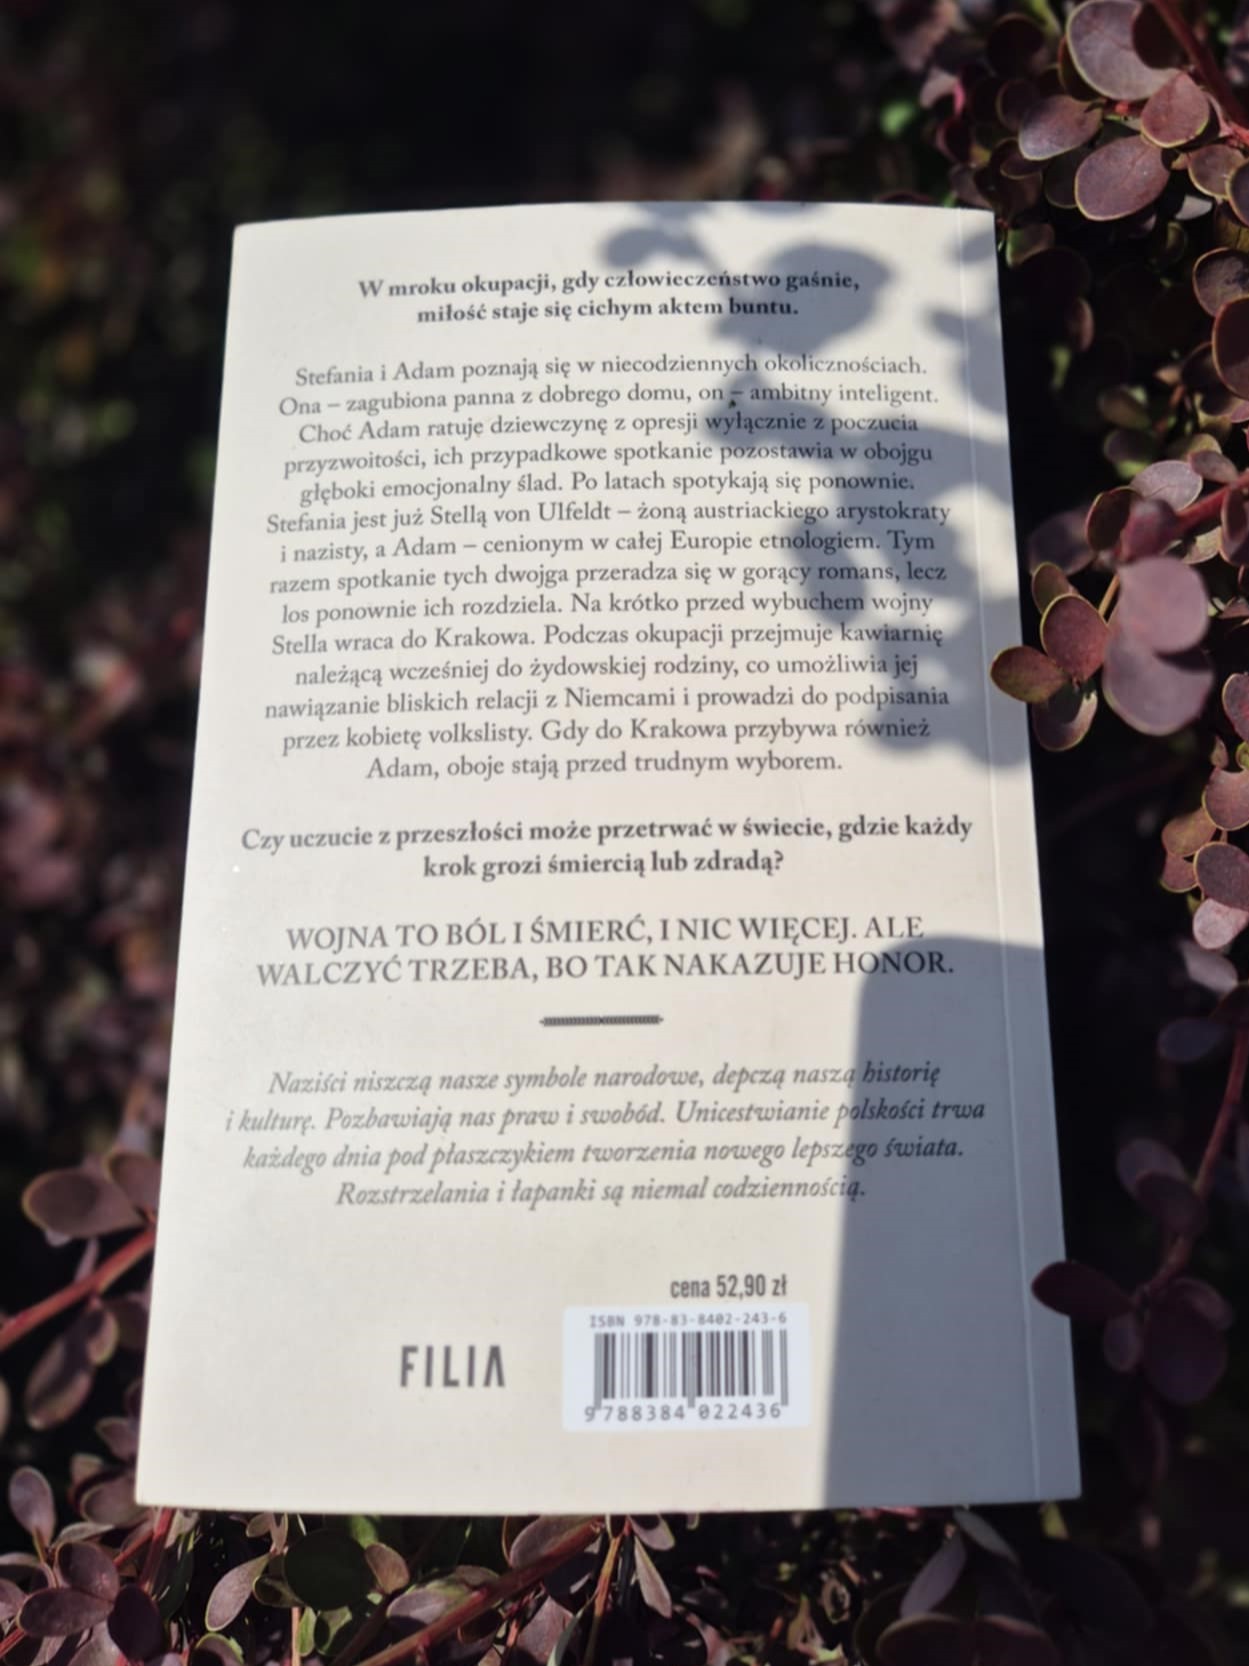 W mroku okupacji, gdy człowieczeństwo gaśnie,
miłość staje się cichym aktem buntu.
Stefania i Adam poznają się w niecodziennych okolicznościach.
Ona – zagubiona panna z dobrego domu, on – ambitny inteligent.
Choć Adam ratuje dziewczynę z opresji wyłącznie z poczucia
przyzwoitości, ich przypadkowe spotkanie pozostawia w obojgu
głęboki emocjonalny ślad. Po latach spotykają się ponownie.
Stefania jest już Stellą von Ulfeldt – żoną austriackiego arystokraty
i nazisty, a Adam – cenionym w całej Europie etnologiem. Tym
razem spotkanie tych dwojga przeradza się w gorący romans, lecz
los ponownie ich rozdziela. Na krótko przed wybuchem wojny
Stella wraca do Krakowa. Podczas okupacji przejmuje kawiarnię
należącą wcześniej do żydowskiej rodziny, co umożliwia jej
nawiązanie bliskich relacji z Niemcami i prowadzi do podpisania
przez kobietę volkslisty. Gdy do Krakowa przybywa również
Adam, oboje stają przed trudnym wyborem.
Czy uczucie z przeszłości może przetrwać w świecie, gdzie każdy
krok grozi śmiercią lub zdradą?
WOJNA TO BÓL I ŚMIERĆ, I NIC WIĘCEJ. ALE
WALCZYĆ TRZEBA, BO TAK NAKAZUJE HONOR.
Naziści niszczą nasze symbole narodowe, depczą naszą historię
i kulturę. Pozbawiają nas praw i swobód. Unicestwianie polskości trwa
każdego dnia pod płaszczykiem tworzenia nowego lepszego świata.
Rozstrzelania i łapanki są niemal codziennością.
cena 52,90 zł
ISBN 978-83-8402-243-6
FILIA
9 788384 022436